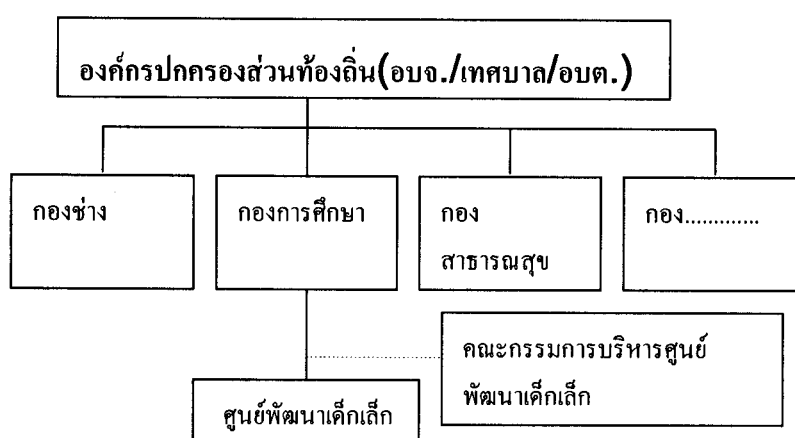 องค์กรปกครองส่วนท้องถิ่น(อบจ./เทศบาล/อบต.)
กองช่าง
กองการศึกษา
กอง
สาธารณสุข
กอง.............
คณะกรรมการบริหารศูนย์
พัฒนาเด็กเล็ก
ศูนย์พัฒนาเด็กเล็ก